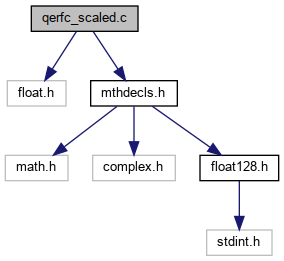 qerfc_scaled.c
float.h
mthdecls.h
math.h
complex.h
float128.h
stdint.h